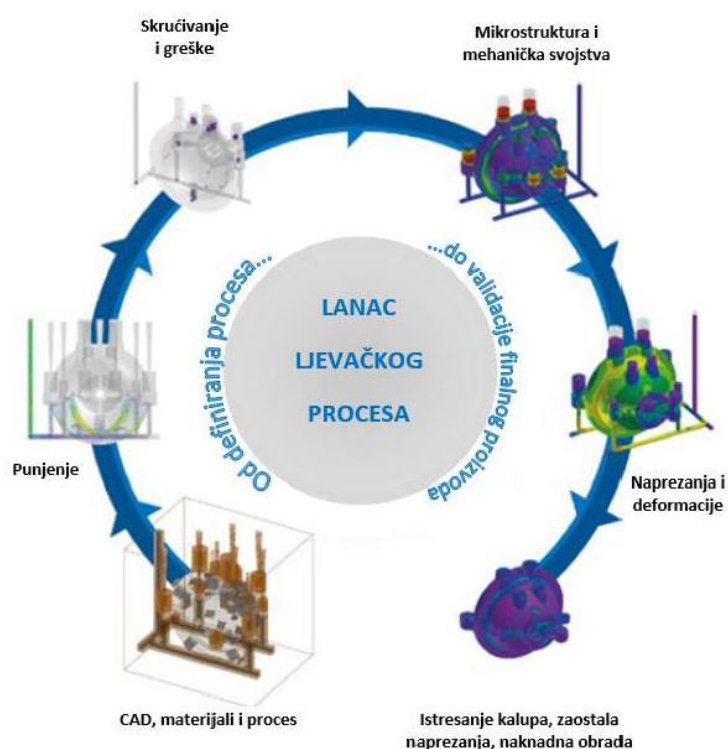 Skrućivanje
i greške
Mikrostruktura i
mehanička svojstva
Od definiranja procesa...
...do validacije finalnog proizvoda
LANAC
LJEVAČKOG
PROCESA
Punjenje
Naprezanja i
deformacije
CAD, materijali i proces
Istresanje kalupa, zaostala
naprezanja, naknadna obrada